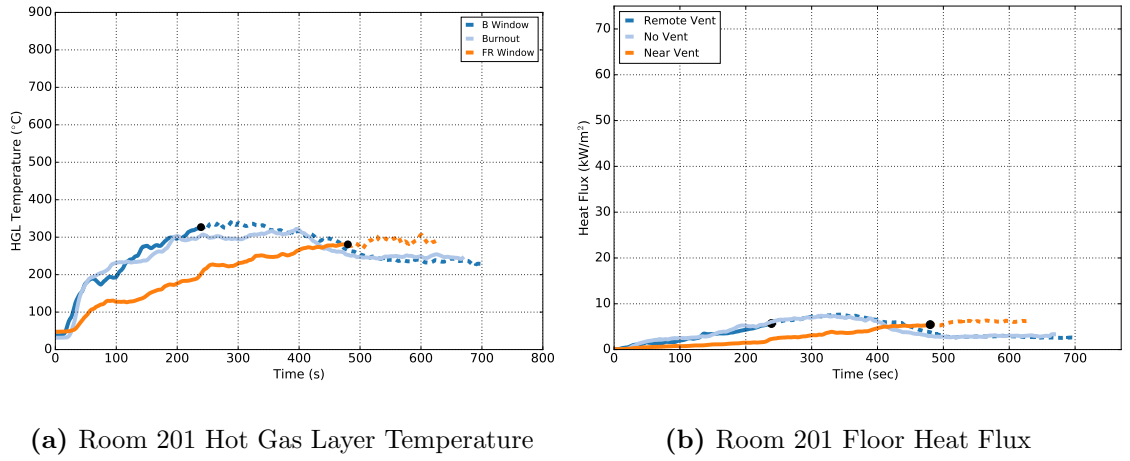 900
800
700
600
500
400
300
200
100
0
HGL Temperature (°C)
B Window
Burnout
FR Window
0 100 200 300 400 500 600 700 800
Time (s)
(a) Room 201 Hot Gas Layer Temperature
70
60
50
40
30
20
10
0
Heat Flux (kW/m²)
Remote Vent
No Vent
Near Vent
0 100 200 300 400 500 600 700
Time (sec)
(b) Room 201 Floor Heat Flux